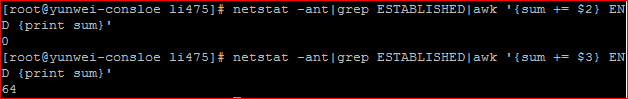 [root@yunwei-consloe li475]# netstat -ant|grep ESTABLISHED|awk '{sum += $2} EN
D {print sum}'
0
[root@yunwei-consloe li475]# netstat -ant|grep ESTABLISHED|awk '{sum += $3} EN
D {print sum}'
64